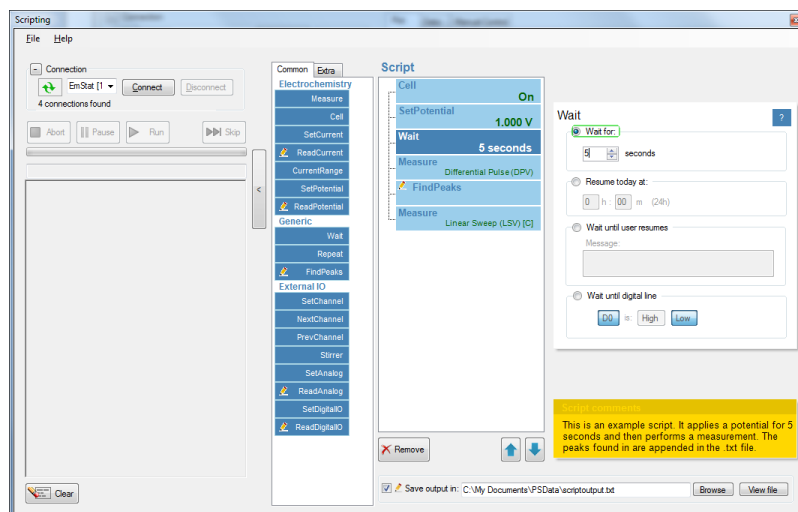 Scripting
File Help
Connection
EmStat [1 Connect Disconnect
4 connections found
Abort Pause Run Skip
<
Clear
Common Extra
Electrochemistry
Measure
Cell
SetCurrent
ReadCurrent
CurrentRange
SetPotential
ReadPotential
Generic
Wait
Repeat
FindPeaks
External IO
SetChannel
NextChannel
PrevChannel
Stirrer
SetAnalog
ReadAnalog
SetDigitalIO
ReadDigitalIO
Script
Cell
On
SetPotential
1.000 V
Wait
5 seconds
Measure
Differential Pulse (DPV)
FindPeaks
Measure
Linear Sweep (LSV) [C]
Remove
Wait
?
Wait for:
5 seconds
Resume today at:
0 h : 00 m (24h)
Wait until user resumes
Message:
Wait until digital line
D0 is: High Low
Script comments
This is an example script. It applies a potential for 5
seconds and then performs a measurement. The
peaks found in are appended in the .txt file.
Save output in: C:\My Documents\PSData\scriptoutput.txt Browse View file